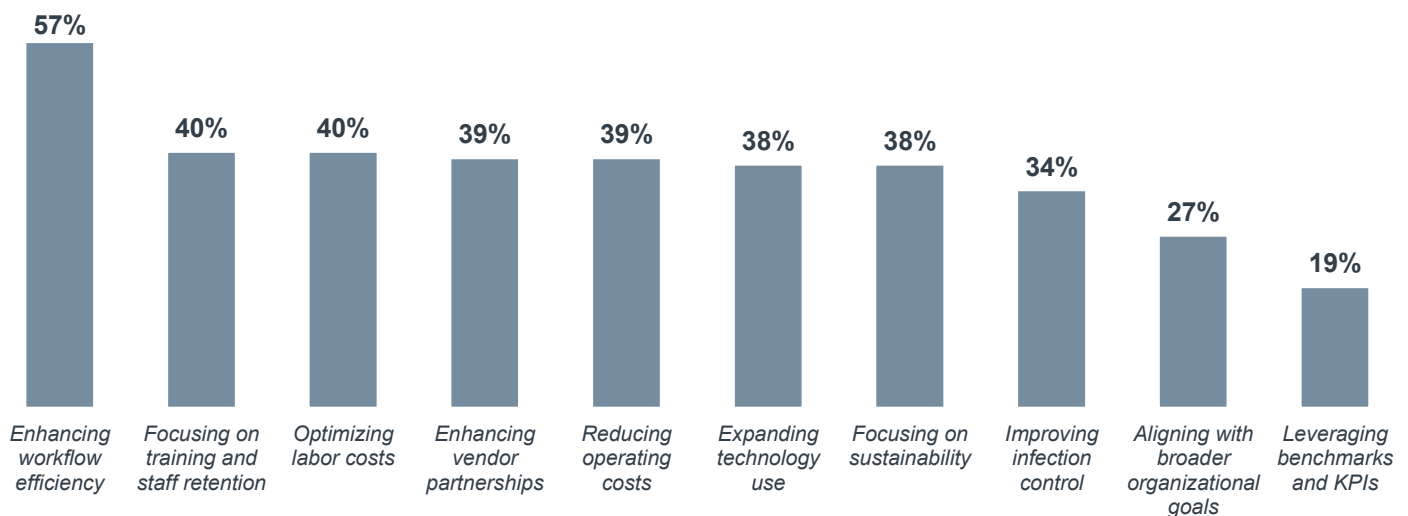 57%
40%
40%
39%
39%
38%
38%
34%
27%
19%
Enhancing
workflow
efficiency
Focusing on
training and
staff retention
Optimizing
labor costs
Enhancing
vendor
partnerships
Reducing
operating
costs
Expanding
technology
use
Focusing on
sustainability
Improving
infection
control
Aligning with
broader
organizational
goals
Leveraging
benchmarks
and KPIs